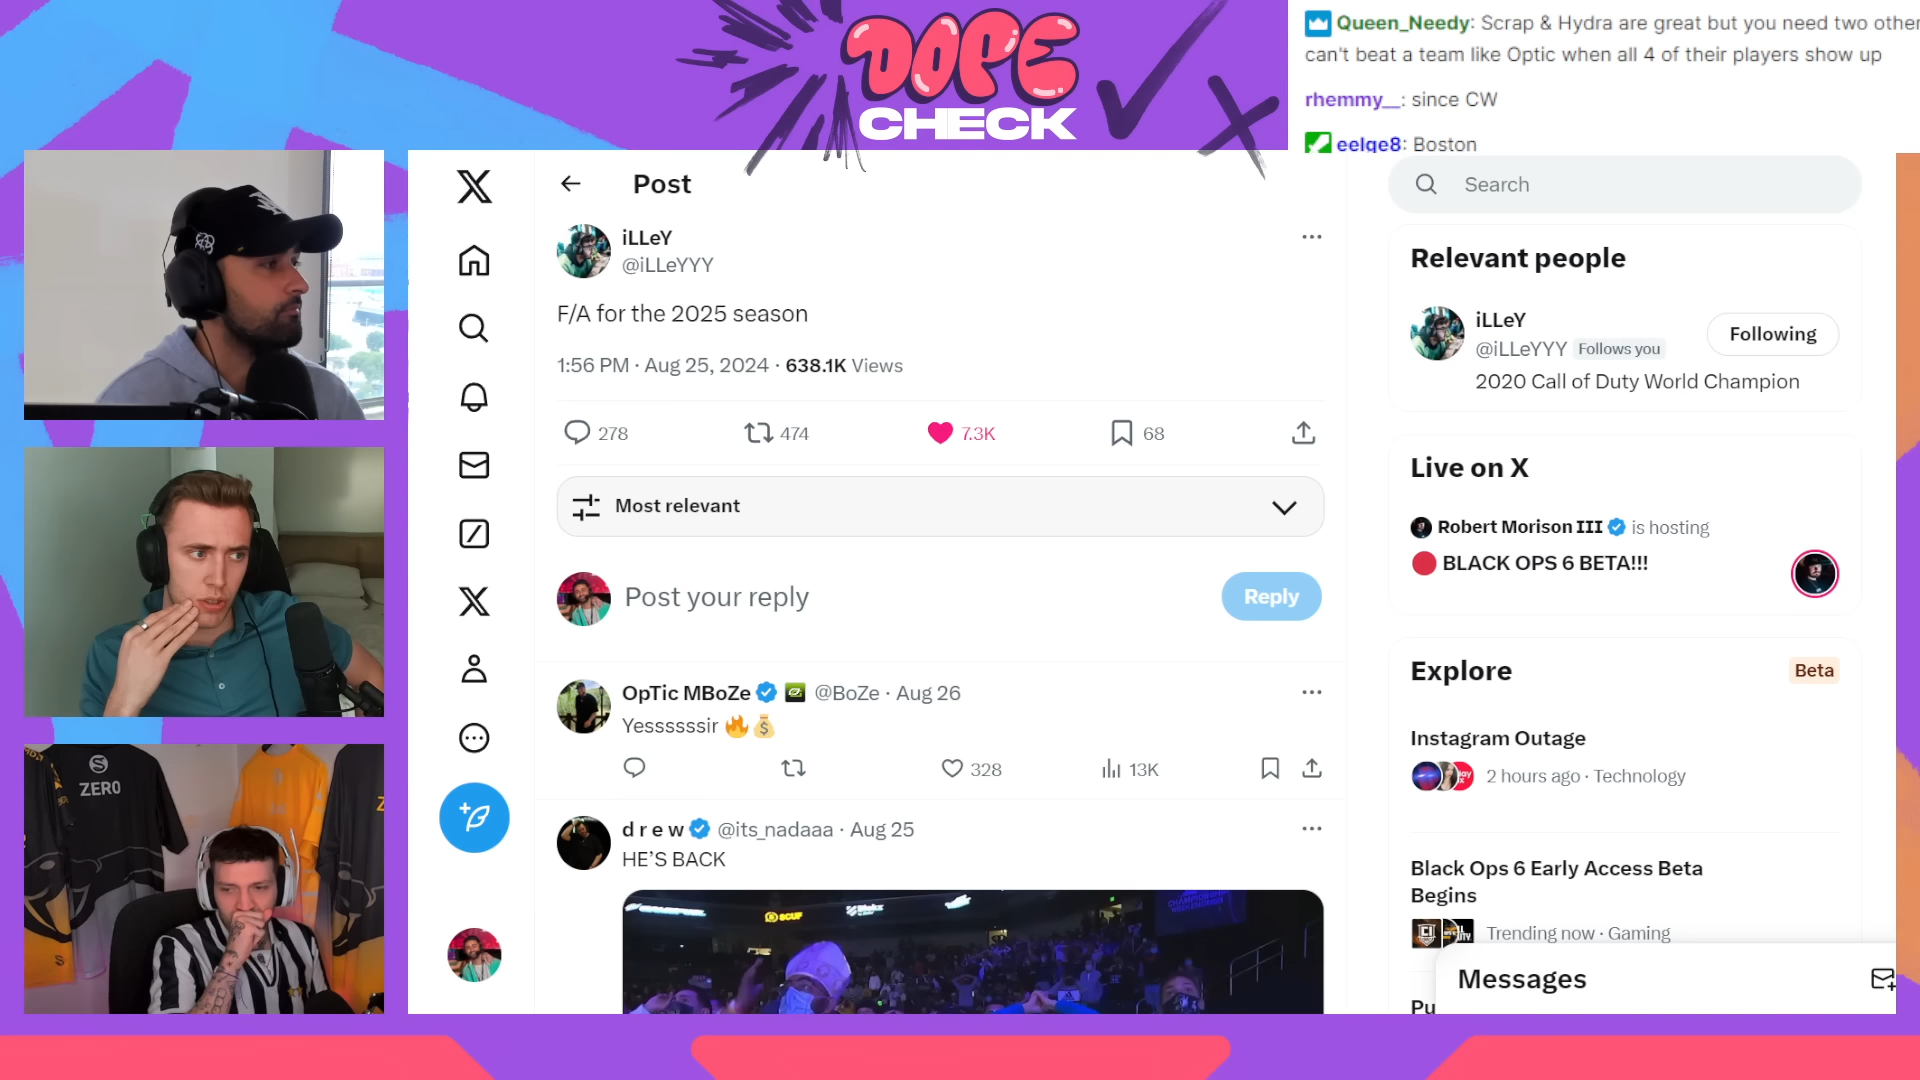 DOPE
CHECK
Queen_Needy: Scrap & Hydra are great but you need two other
can't beat a team like Optic when all 4 of their players show up
rhemmy__: since CW
eelge8: Boston
Post
Search
iLLeY
@iLLeYYY
F/A for the 2025 season
1:56 PM · Aug 25, 2024 · 638.1K Views
278
474
7.3K
68
Most relevant
Post your reply
Reply
OpTic MBoZe @BoZe · Aug 26
Yesssssssir 🔥💰
328
13K
d r e w @its_nadaaa · Aug 25
HE'S BACK
SCUF
Relevant people
iLLeY
@iLLeYYY Follows you
Following
2020 Call of Duty World Champion
Live on X
Robert Morison III is hosting
🔴 BLACK OPS 6 BETA!!!
Explore
Beta
Instagram Outage
2 hours ago · Technology
Black Ops 6 Early Access Beta
Begins
Trending now · Gaming
Pu
Messages
ZERO